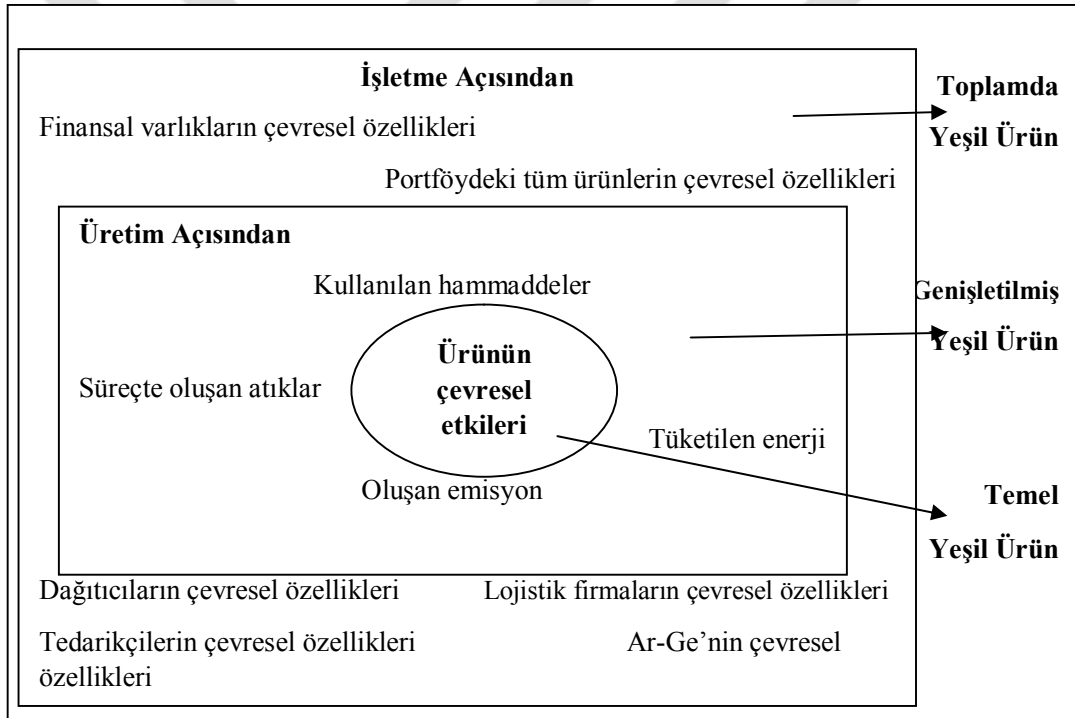 İşletme Açısından
Toplamda
Finansal varlıkların çevresel özellikleri
Yeşil Ürün
Portföydeki tüm ürünlerin çevresel özellikleri
Üretim Açısından
Kullanılan hammaddeler
Genişletilmiş
Yeşil Ürün
Ürünün
çevresel
etkileri
Süreçte oluşan atıklar
Tüketilen enerji
Oluşan emisyon
Temel
Yeşil Ürün
Dağıtıcıların çevresel özellikleri
Lojistik firmaların çevresel özellikleri
Tedarikçilerin çevresel özellikleri
Ar-Ge’nin çevresel
özellikleri